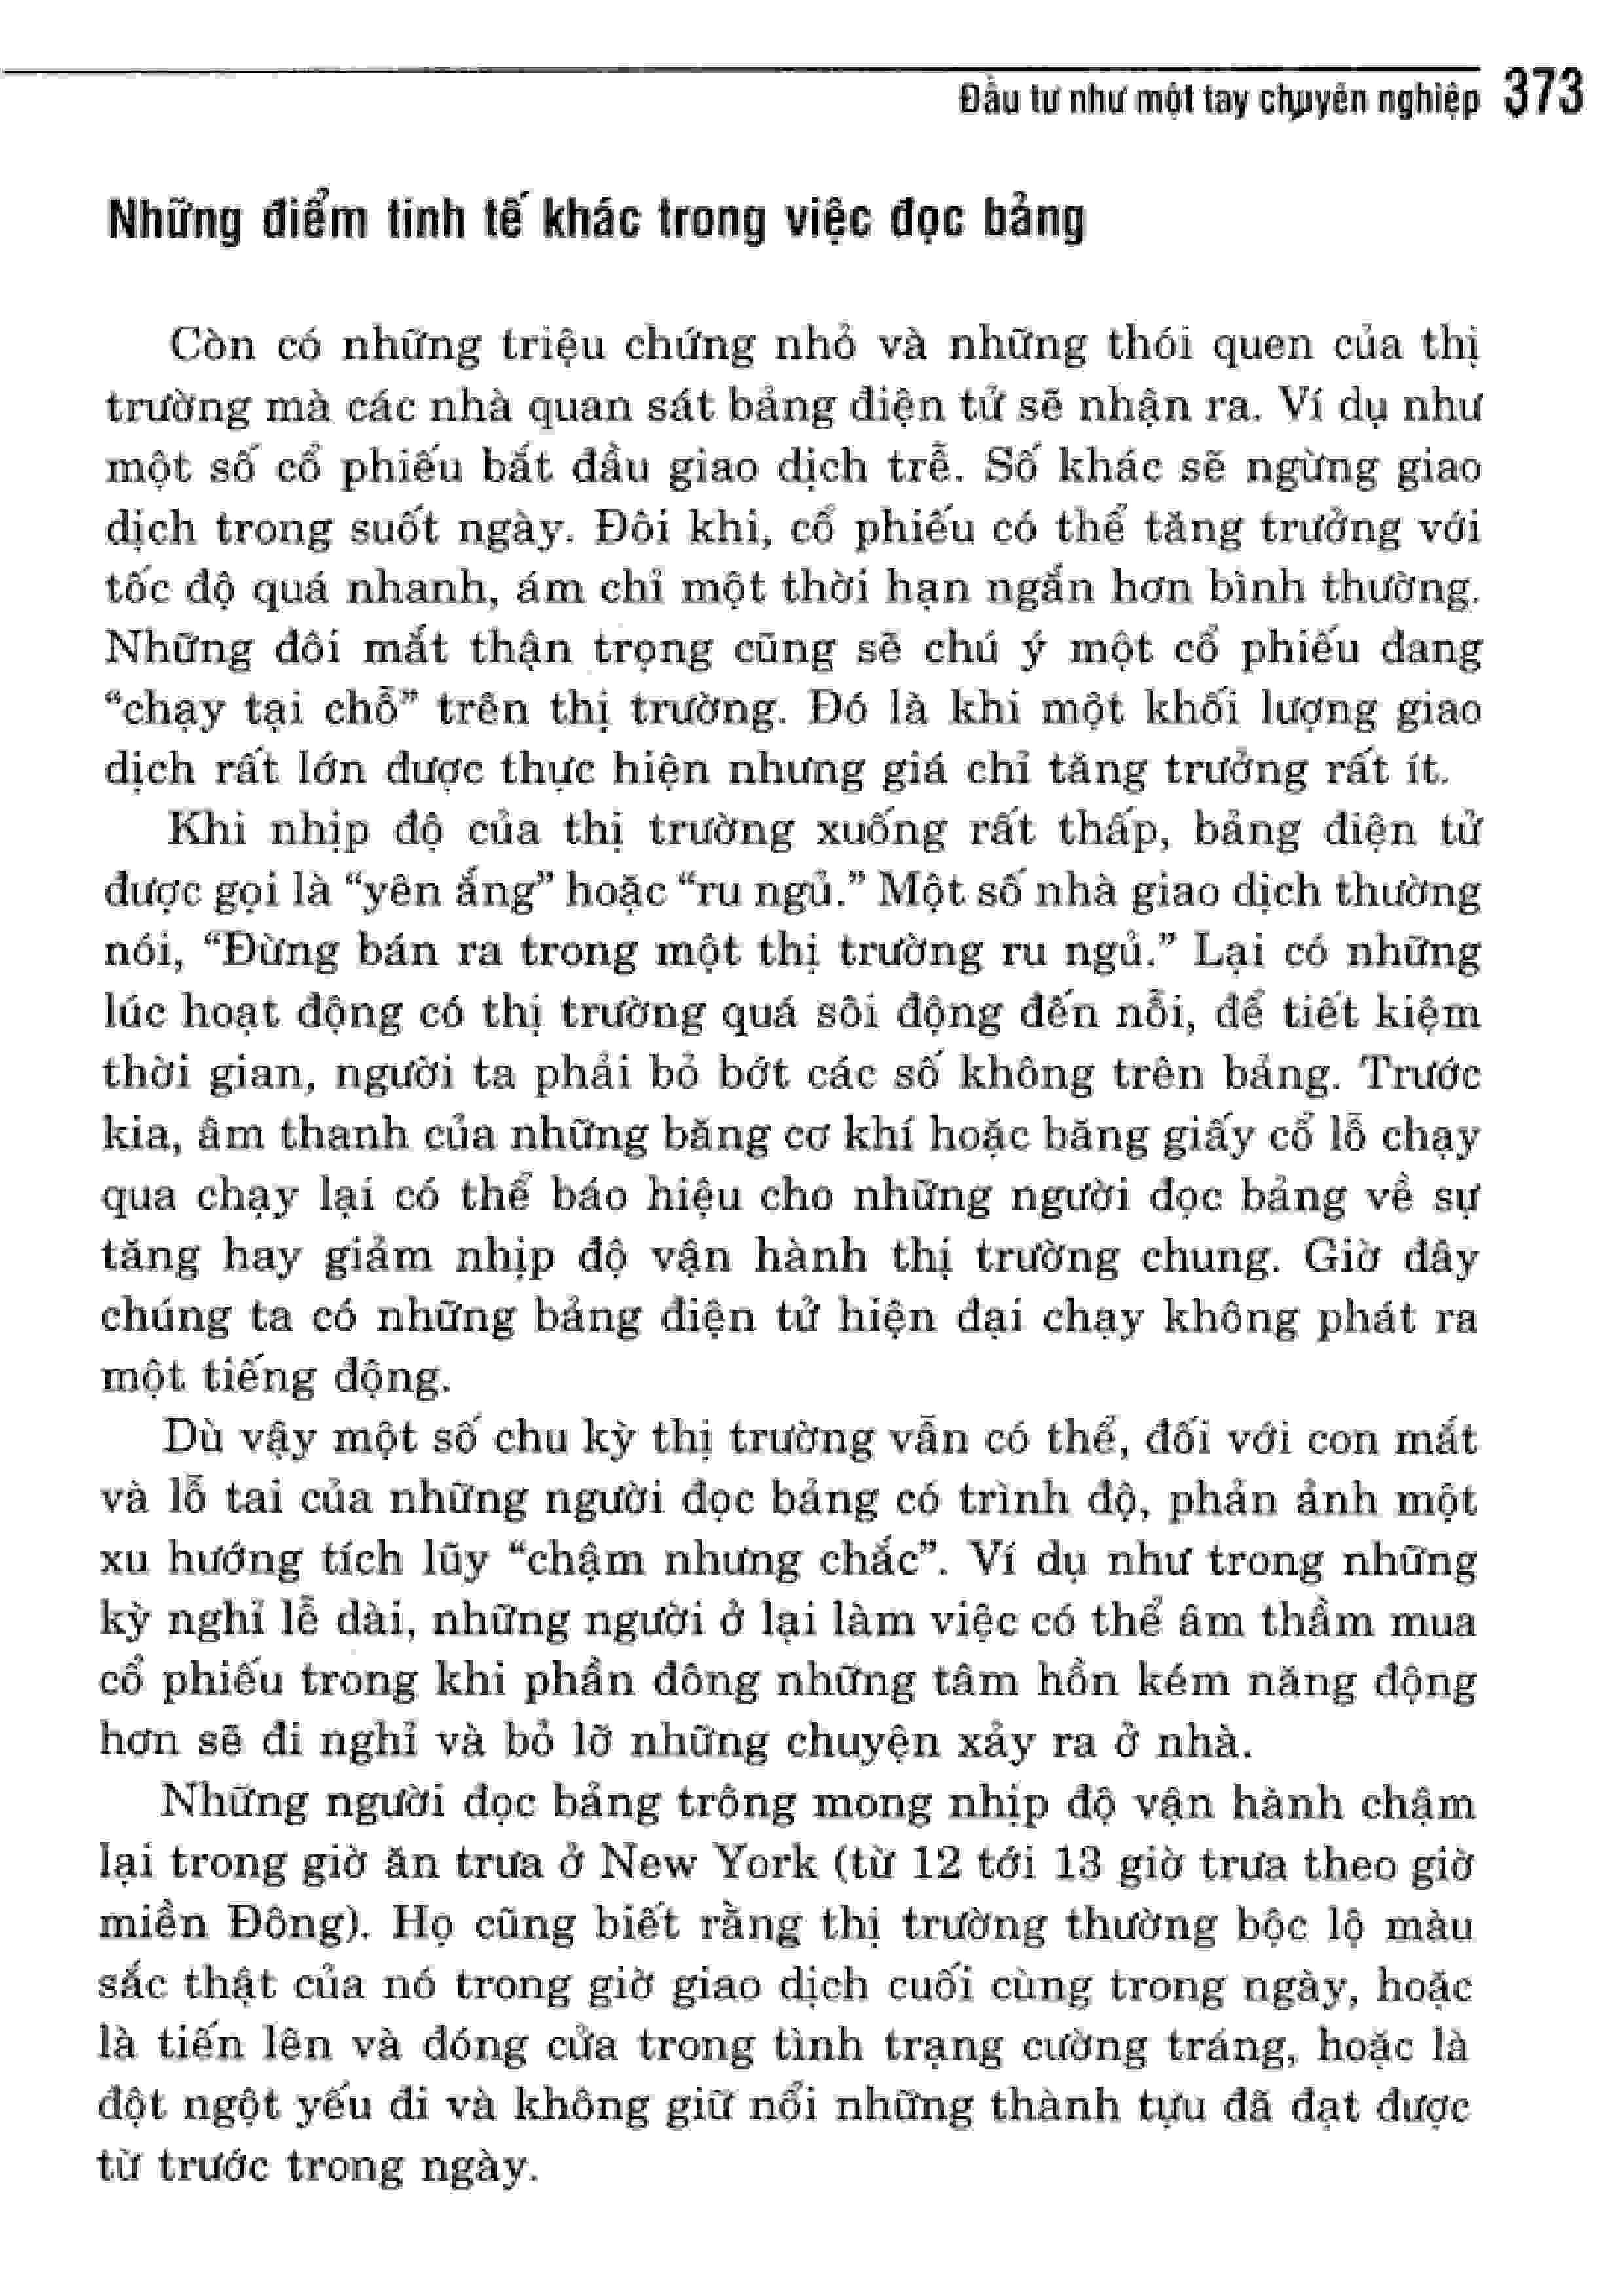 Đầu tư như một tay chuyên nghiệp 373
Những điểm tinh tế khác trong việc đọc bảng
Còn có những triệu chứng nhỏ và những thói quen của thị
trường mà các nhà quan sát bảng điện tử sẽ nhận ra. Ví dụ như
một số cổ phiếu bắt đầu giao dịch trễ. Số khác sẽ ngừng giao
dịch trong suốt ngày. Đôi khi, cổ phiếu có thể tăng trưởng với
tốc độ quá nhanh, ám chỉ một thời hạn ngắn hơn bình thường.
Những đôi mắt thận trọng cũng sẽ chú ý một cổ phiếu đang
“chạy tại chỗ” trên thị trường. Đó là khi một khối lượng giao
dịch rất lớn được thực hiện nhưng giá chỉ tăng trưởng rất ít.
Khi nhịp độ của thị trường xuống rất thấp, bảng điện tử
được gọi là “yên ắng” hoặc “ru ngủ.” Một số nhà giao dịch thường
nói, “Đừng bán ra trong một thị trường ru ngủ.” Lại có những
lúc hoạt động có thị trường quá sôi động đến nỗi, để tiết kiệm
thời gian, người ta phải bỏ bớt các số không trên bảng. Trước
kia, âm thanh của những băng cơ khí hoặc băng giấy cổ lỗ chạy
qua chạy lại có thể báo hiệu cho những người đọc bảng về sự
tăng hay giảm nhịp độ vận hành thị trường chung. Giờ đây
chúng ta có những bảng điện tử hiện đại chạy không phát ra
một tiếng động.
Dù vậy một số chu kỳ thị trường vẫn có thể, đối với con mắt
và lỗ tai của những người đọc bảng có trình độ, phản ảnh một
xu hướng tích lũy “chậm nhưng chắc”. Ví dụ như trong những
kỳ nghỉ lễ dài, những người ở lại làm việc có thể âm thầm mua
cổ phiếu trong khi phần đông những tâm hồn kém năng động
hơn sẽ đi nghỉ và bỏ lỡ những chuyện xảy ra ở nhà.
Những người đọc bảng trông mong nhịp độ vận hành chậm
lại trong giờ ăn trưa ở New York (từ 12 tới 13 giờ trưa theo giờ
miền Đông). Họ cũng biết rằng thị trường thường bộc lộ màu
sắc thật của nó trong giờ giao dịch cuối cùng trong ngày, hoặc
là tiến lên và đóng cửa trong tình trạng cường tráng, hoặc là
đột ngột yếu đi và không giữ nổi những thành tựu đã đạt được
từ trước trong ngày.